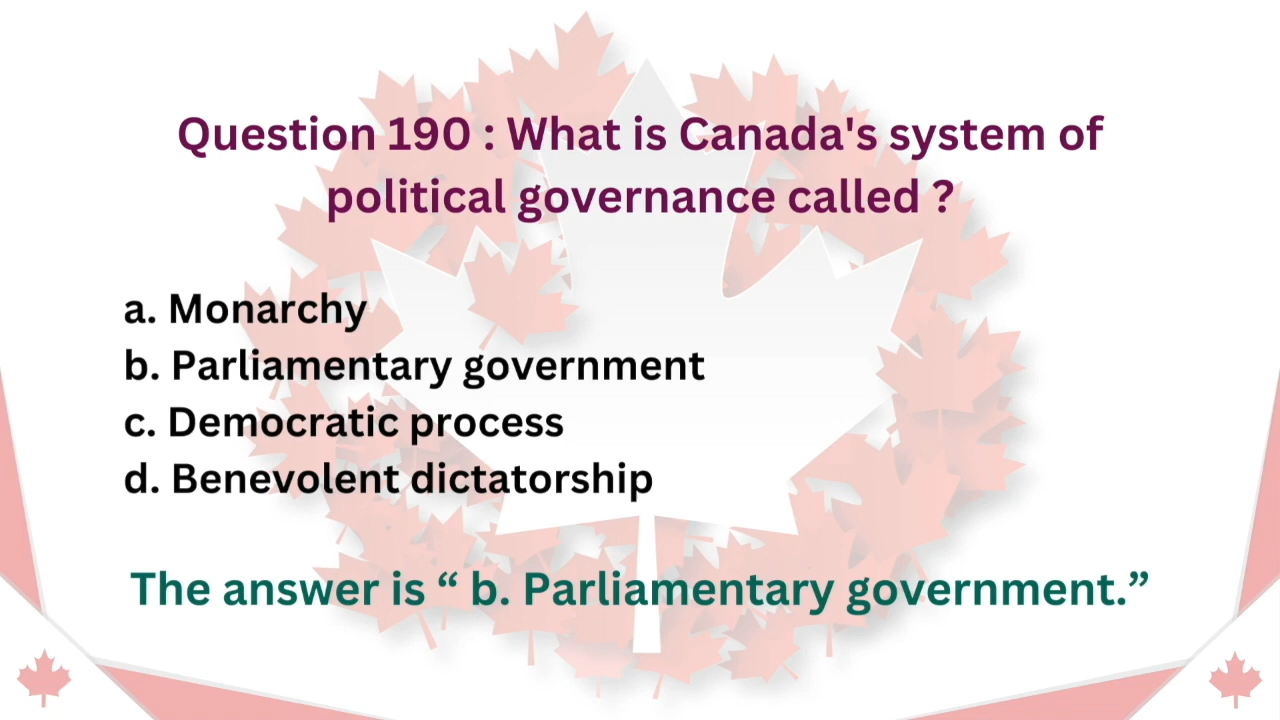 Question 190 : What is Canada's system of
political governance called ?
a. Monarchy
b. Parliamentary government
c. Democratic process
d. Benevolent dictatorship
The answer is “ b. Parliamentary government.”